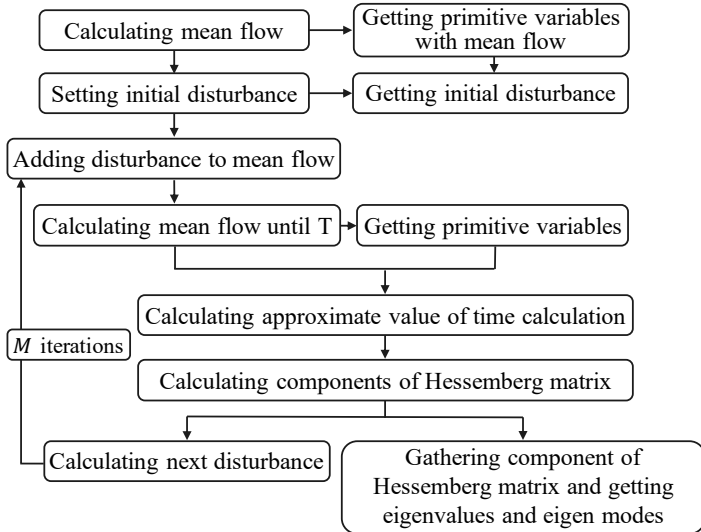 Calculating mean flow
Getting primitive variables
with mean flow
Setting initial disturbance
Getting initial disturbance
Adding disturbance to mean flow
Calculating mean flow until T
Getting primitive variables
Calculating approximate value of time calculation
M iterations
Calculating components of Hessemberg matrix
Calculating next disturbance
Gathering component of
Hessemberg matrix and getting
eigenvalues and eigen modes